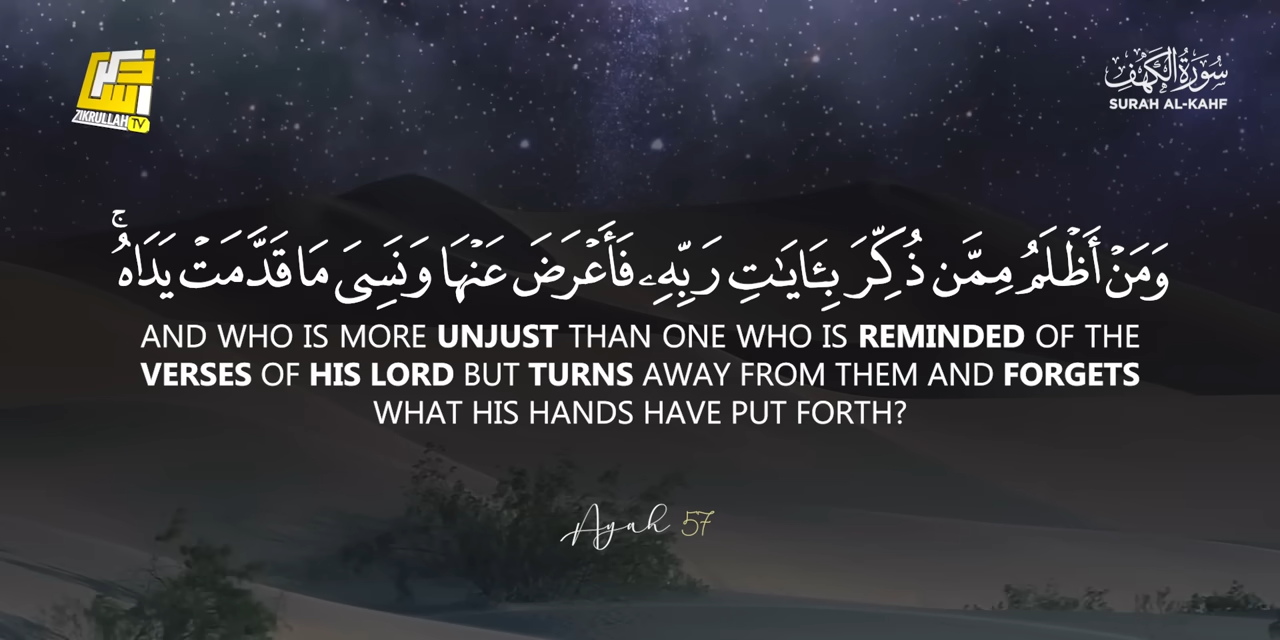 ذكر الله
ZIKRULLAH TV
سُورَةُ الْكَهْفِ
SURAH AL-KAHF
وَمَنْ أَظْلَمُ مِمَّن ذُكِّرَ بِـَٔايَٰتِ رَبِّهِۦ فَأَعْرَضَ عَنْهَا وَنَسِىَ مَا قَدَّمَتْ يَدَاهُ ۚ
AND WHO IS MORE UNJUST THAN ONE WHO IS REMINDED OF THE
VERSES OF HIS LORD BUT TURNS AWAY FROM THEM AND FORGETS
WHAT HIS HANDS HAVE PUT FORTH?
Ayah 57